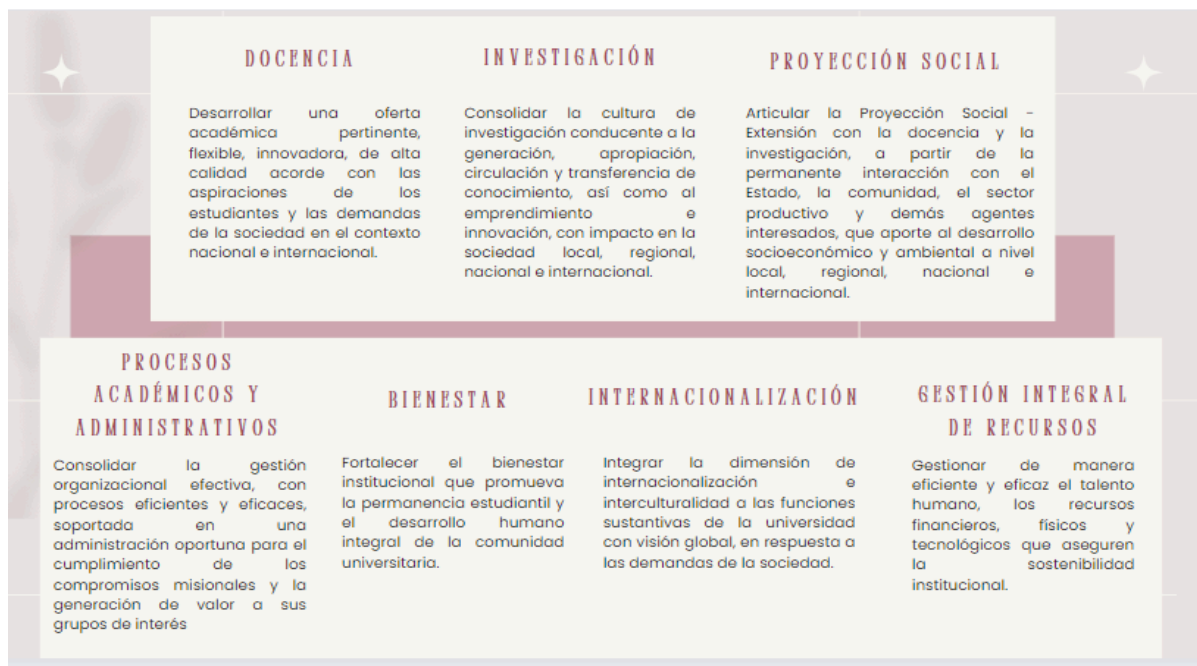 DOCENCIA
Desarrollar una oferta
académica pertinente,
flexible, innovadora, de alta
calidad acorde con las
aspiraciones de los
estudiantes y las demandas
de la sociedad en el contexto
nacional e internacional.
INVESTIGACIÓN
Consolidar la cultura de
investigación conducente a la
generación, apropiación,
circulación y transferencia de
conocimiento, así como al
emprendimiento e
innovación, con impacto en la
sociedad local, regional,
nacional e internacional.
PROYECCIÓN SOCIAL
Articular la Proyección Social -
Extensión con la docencia y la
investigación, a partir de la
permanente interacción con el
Estado, la comunidad, el sector
productivo y demás agentes
interesados, que aporte al desarrollo
socioeconómico y ambiental a nivel
local, regional, nacional e
internacional.
PROCESOS
ACADÉMICOS Y
ADMINISTRATIVOS
Consolidar la gestión
organizacional efectiva, con
procesos eficientes y eficaces,
soportada en una
administración oportuna para el
cumplimiento de los
compromisos misionales y la
generación de valor a sus
grupos de interés
BIENESTAR
Fortalecer el bienestar
institucional que promueva
la permanencia estudiantil y
el desarrollo humano
integral de la comunidad
universitaria.
INTERNACIONALIZACIÓN
Integrar la dimensión de
internacionalización e
interculturalidad a las funciones
sustantivas de la universidad
con visión global, en respuesta a
las demandas de la sociedad.
GESTIÓN INTEGRAL
DE RECURSOS
Gestionar de manera
eficiente y eficaz el talento
humano, los recursos
financieros, físicos y
tecnológicos que aseguren
la sostenibilidad
institucional.